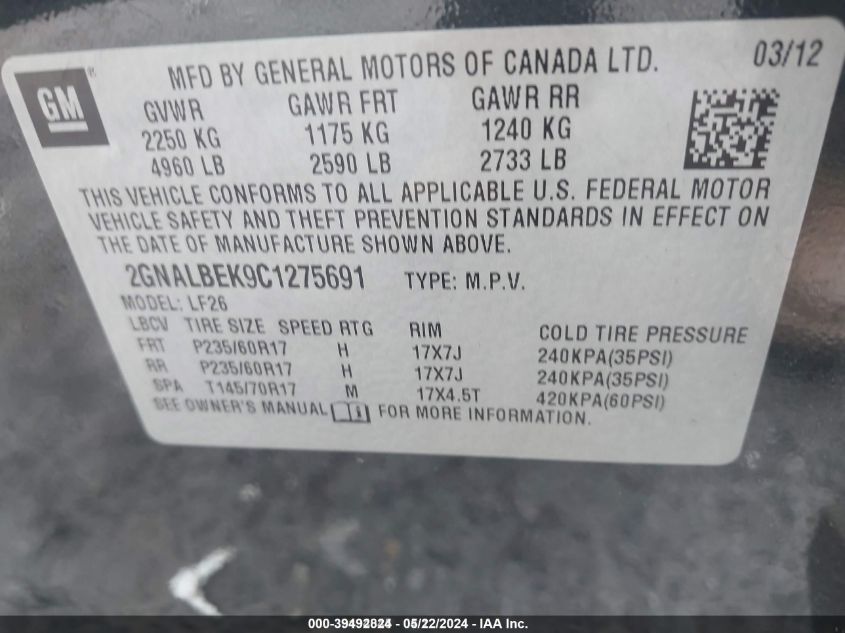 GM
MFD BY GENERAL MOTORS OF CANADA LTD. 03/12
GVWR GAWR FRT GAWR RR
2250 KG 1175 KG 1240 KG
4960 LB 2590 LB 2733 LB
THIS VEHICLE CONFORMS TO ALL APPLICABLE U.S. FEDERAL MOTOR
VEHICLE SAFETY AND THEFT PREVENTION STANDARDS IN EFFECT ON
THE DATE OF MANUFACTURE SHOWN ABOVE.
2GNALBEK9C1275691 TYPE: M.P.V.
MODEL: LF26
LBCV TIRE SIZE SPEED RTG RIM COLD TIRE PRESSURE
FRT P235/60R17 H 17X7J 240KPA(35PSI)
RR P235/60R17 H 17X7J 240KPA(35PSI)
SPA T145/70R17 M 17X4.5T 420KPA(60PSI)
SEE OWNER'S MANUAL FOR MORE INFORMATION.
/22/2024 - IAA Inc.